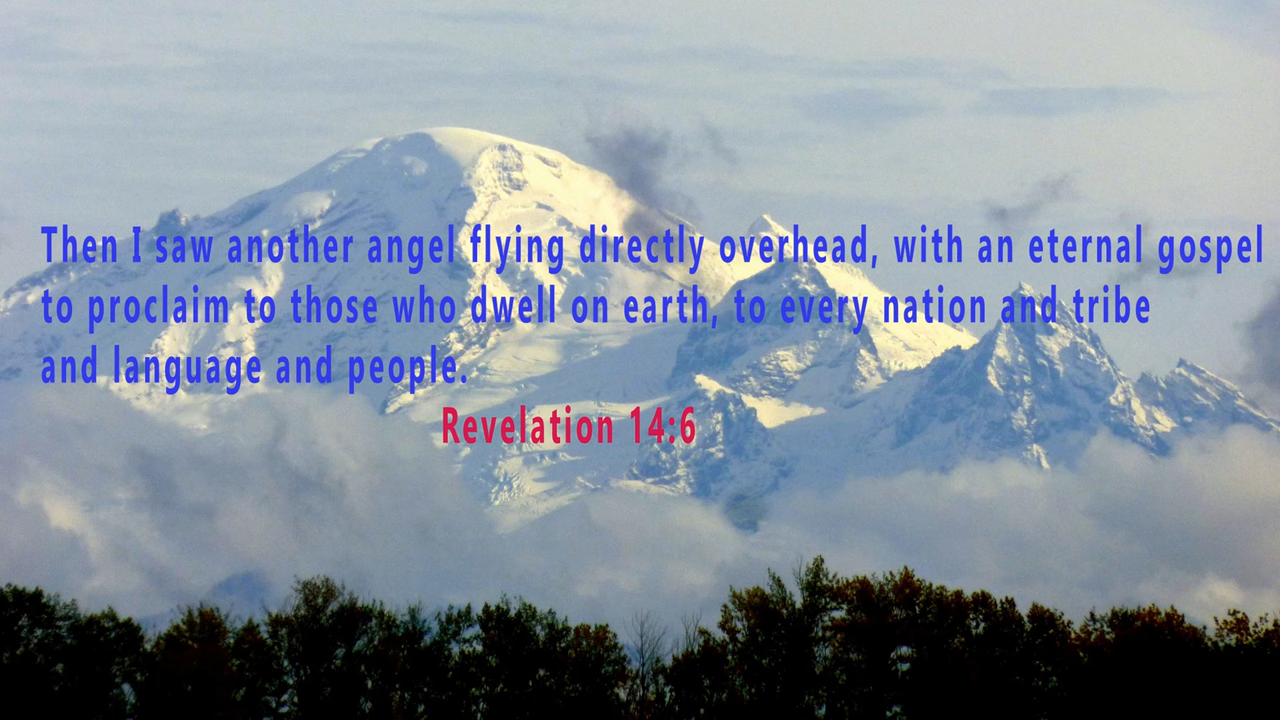 Then I saw another angel flying directly overhead, with an eternal gospel
to proclaim to those who dwell on earth, to every nation and tribe
and language and people.
Revelation 14:6